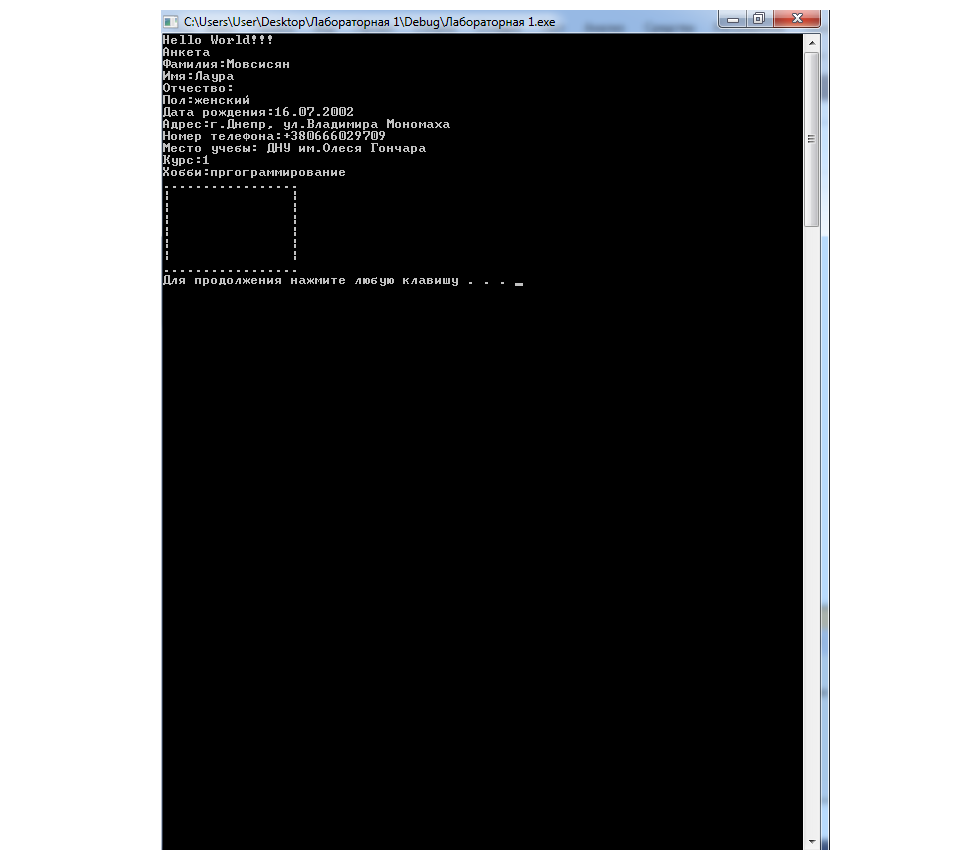 C:\Users\User\Desktop\Лабораторная 1\Debug\Лабораторная 1.exe
Hello World!!!
Анкета
Фамилия:Мовсисян
Имя:Лаура
Отчество:
Пол:женский
Дата рождения:16.07.2002
Адрес:г.Днепр, ул.Владимира Мономаха
Номер телефона:+380666029709
Место учебы: ДНУ им.Олеся Гончара
Курс:1
Хобби:пргограммирование
-----------------
¦               ¦
¦               ¦
¦               ¦
¦               ¦
¦               ¦
¦               ¦
-----------------
Для продолжения нажмите любую клавишу . . . _